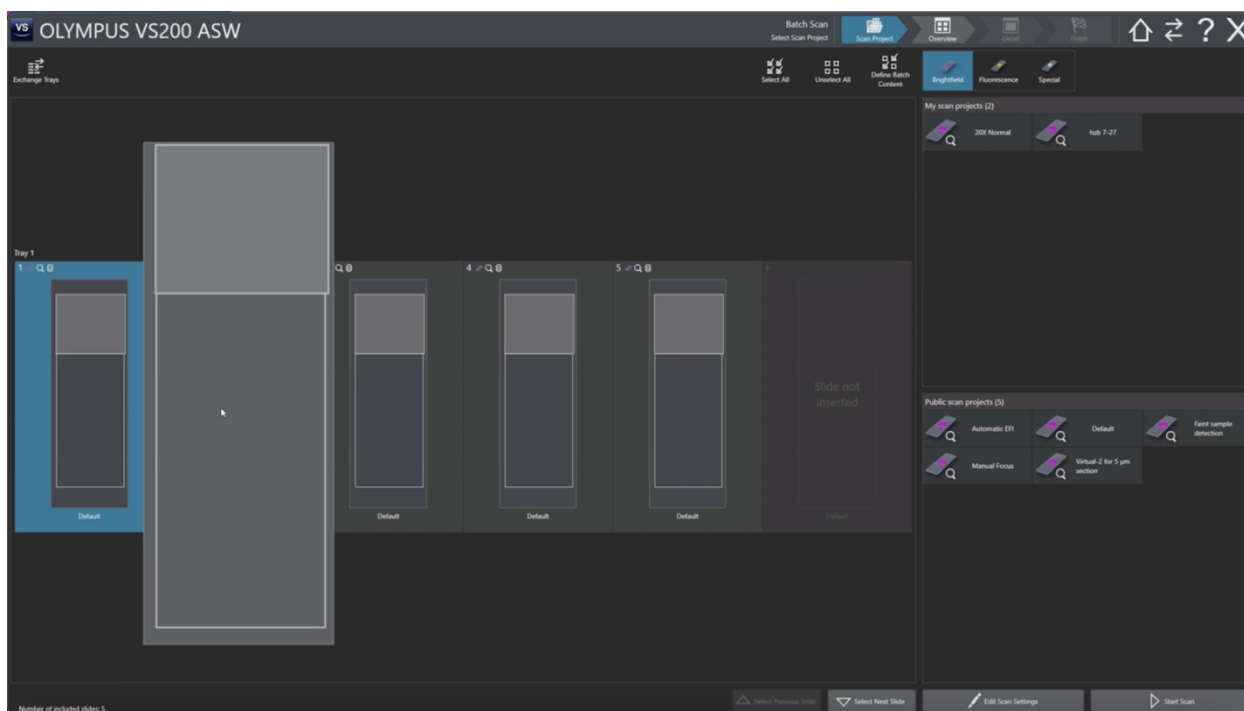 VS OLYMPUS VS200 ASW
Batch Scan
Select Scan Project
Scan Project
Overview
Detail
Finish
?
X
Exchange Trays
Select All
Unselect All
Define Batch
Content
Brightfield
Fluorescence
Special
My scan projects (2)
20X Normal
hzb 7-27
Tray 1
1
4
5
6
Slide not
inserted
Default
Default
Default
Default
Default
Public scan projects (5)
Automatic EFI
Default
Faint sample
detection
Manual Focus
Virtual-Z for 5 µm
section
Number of included slides: 5
Select Previous Slide
Select Next Slide
Edit Scan Settings
Start Scan